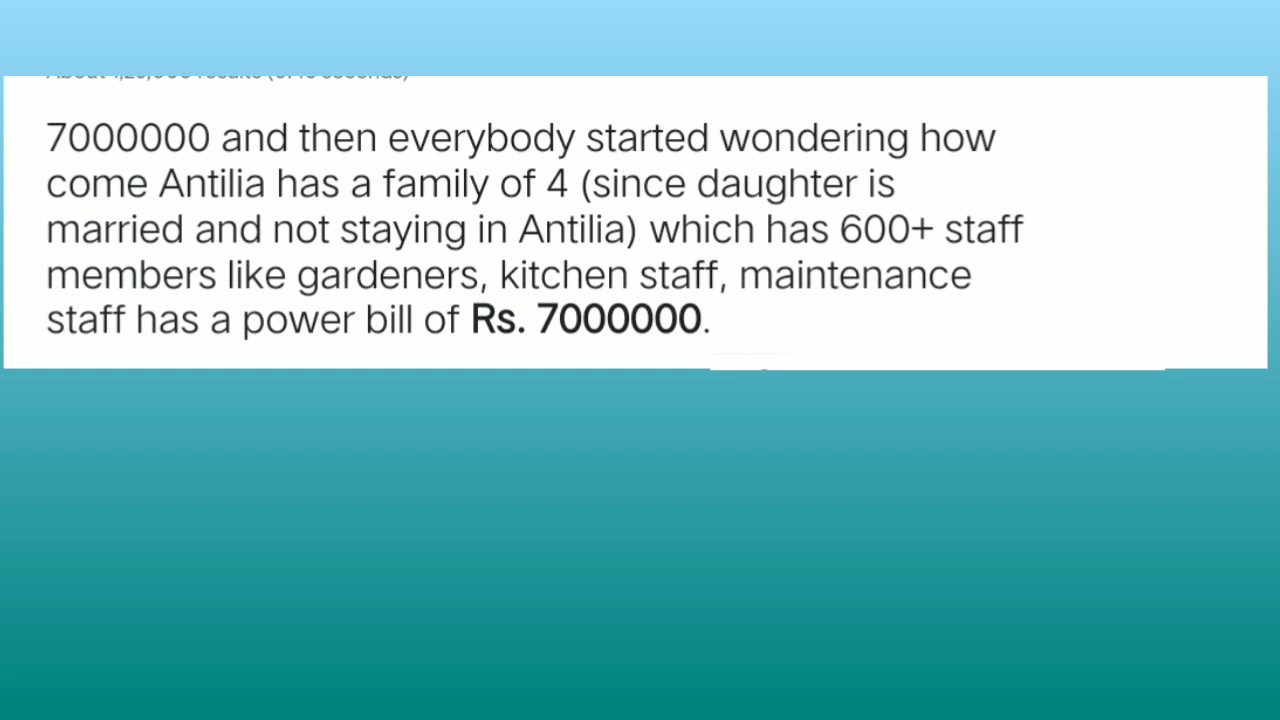 7000000 and then everybody started wondering how
come Antilia has a family of 4 (since daughter is
married and not staying in Antilia) which has 600+ staff
members like gardeners, kitchen staff, maintenance
staff has a power bill of Rs. 7000000.